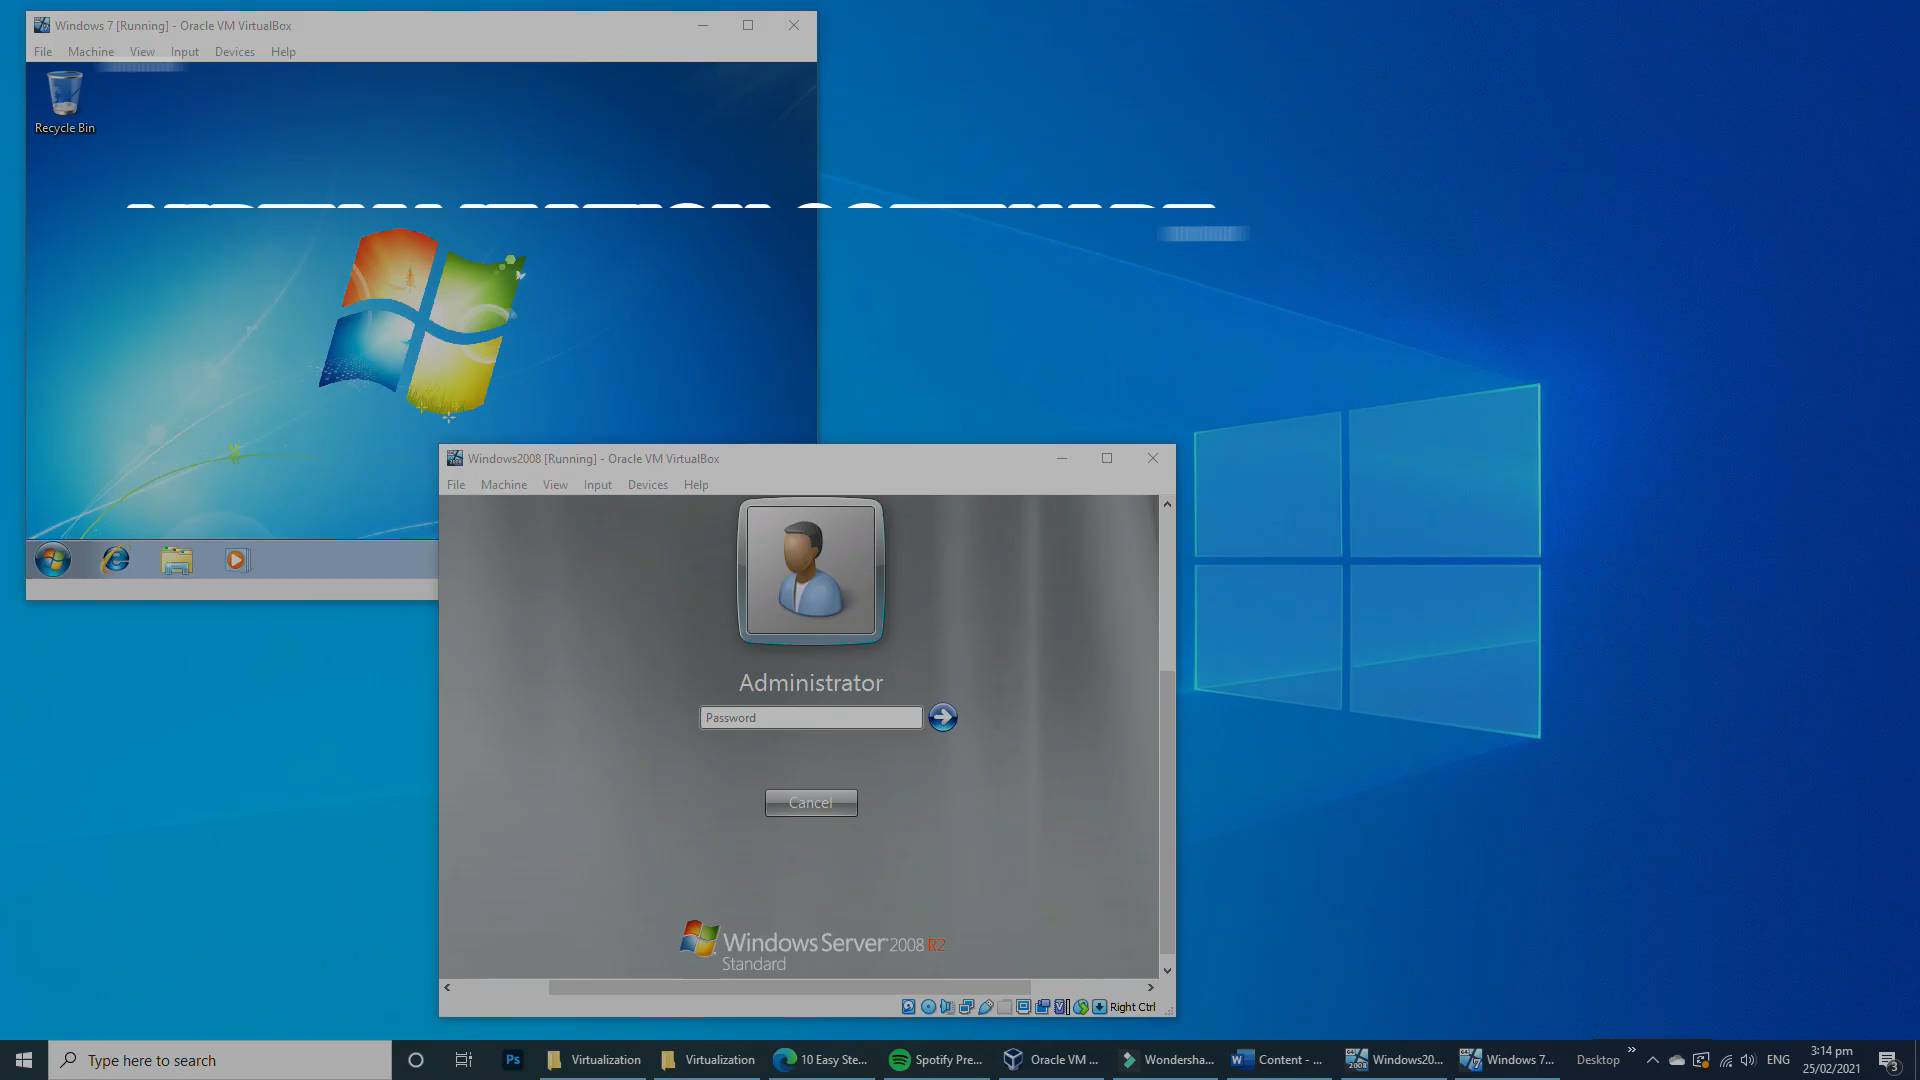 Windows 7 [Running] - Oracle VM VirtualBox
File Machine View Input Devices Help
Recycle Bin
Windows2008 [Running] - Oracle VM VirtualBox
File Machine View Input Devices Help
Administrator
Password
Cancel
Windows Server 2008 R2
Standard
Right Ctrl
Type here to search
Ps
Virtualization
Virtualization
10 Easy Ste...
Spotify Pre...
Oracle VM ...
Wondersha...
Content - ...
Windows20...
Windows 7...
Desktop
ENG
3:14 pm
25/02/2021
3